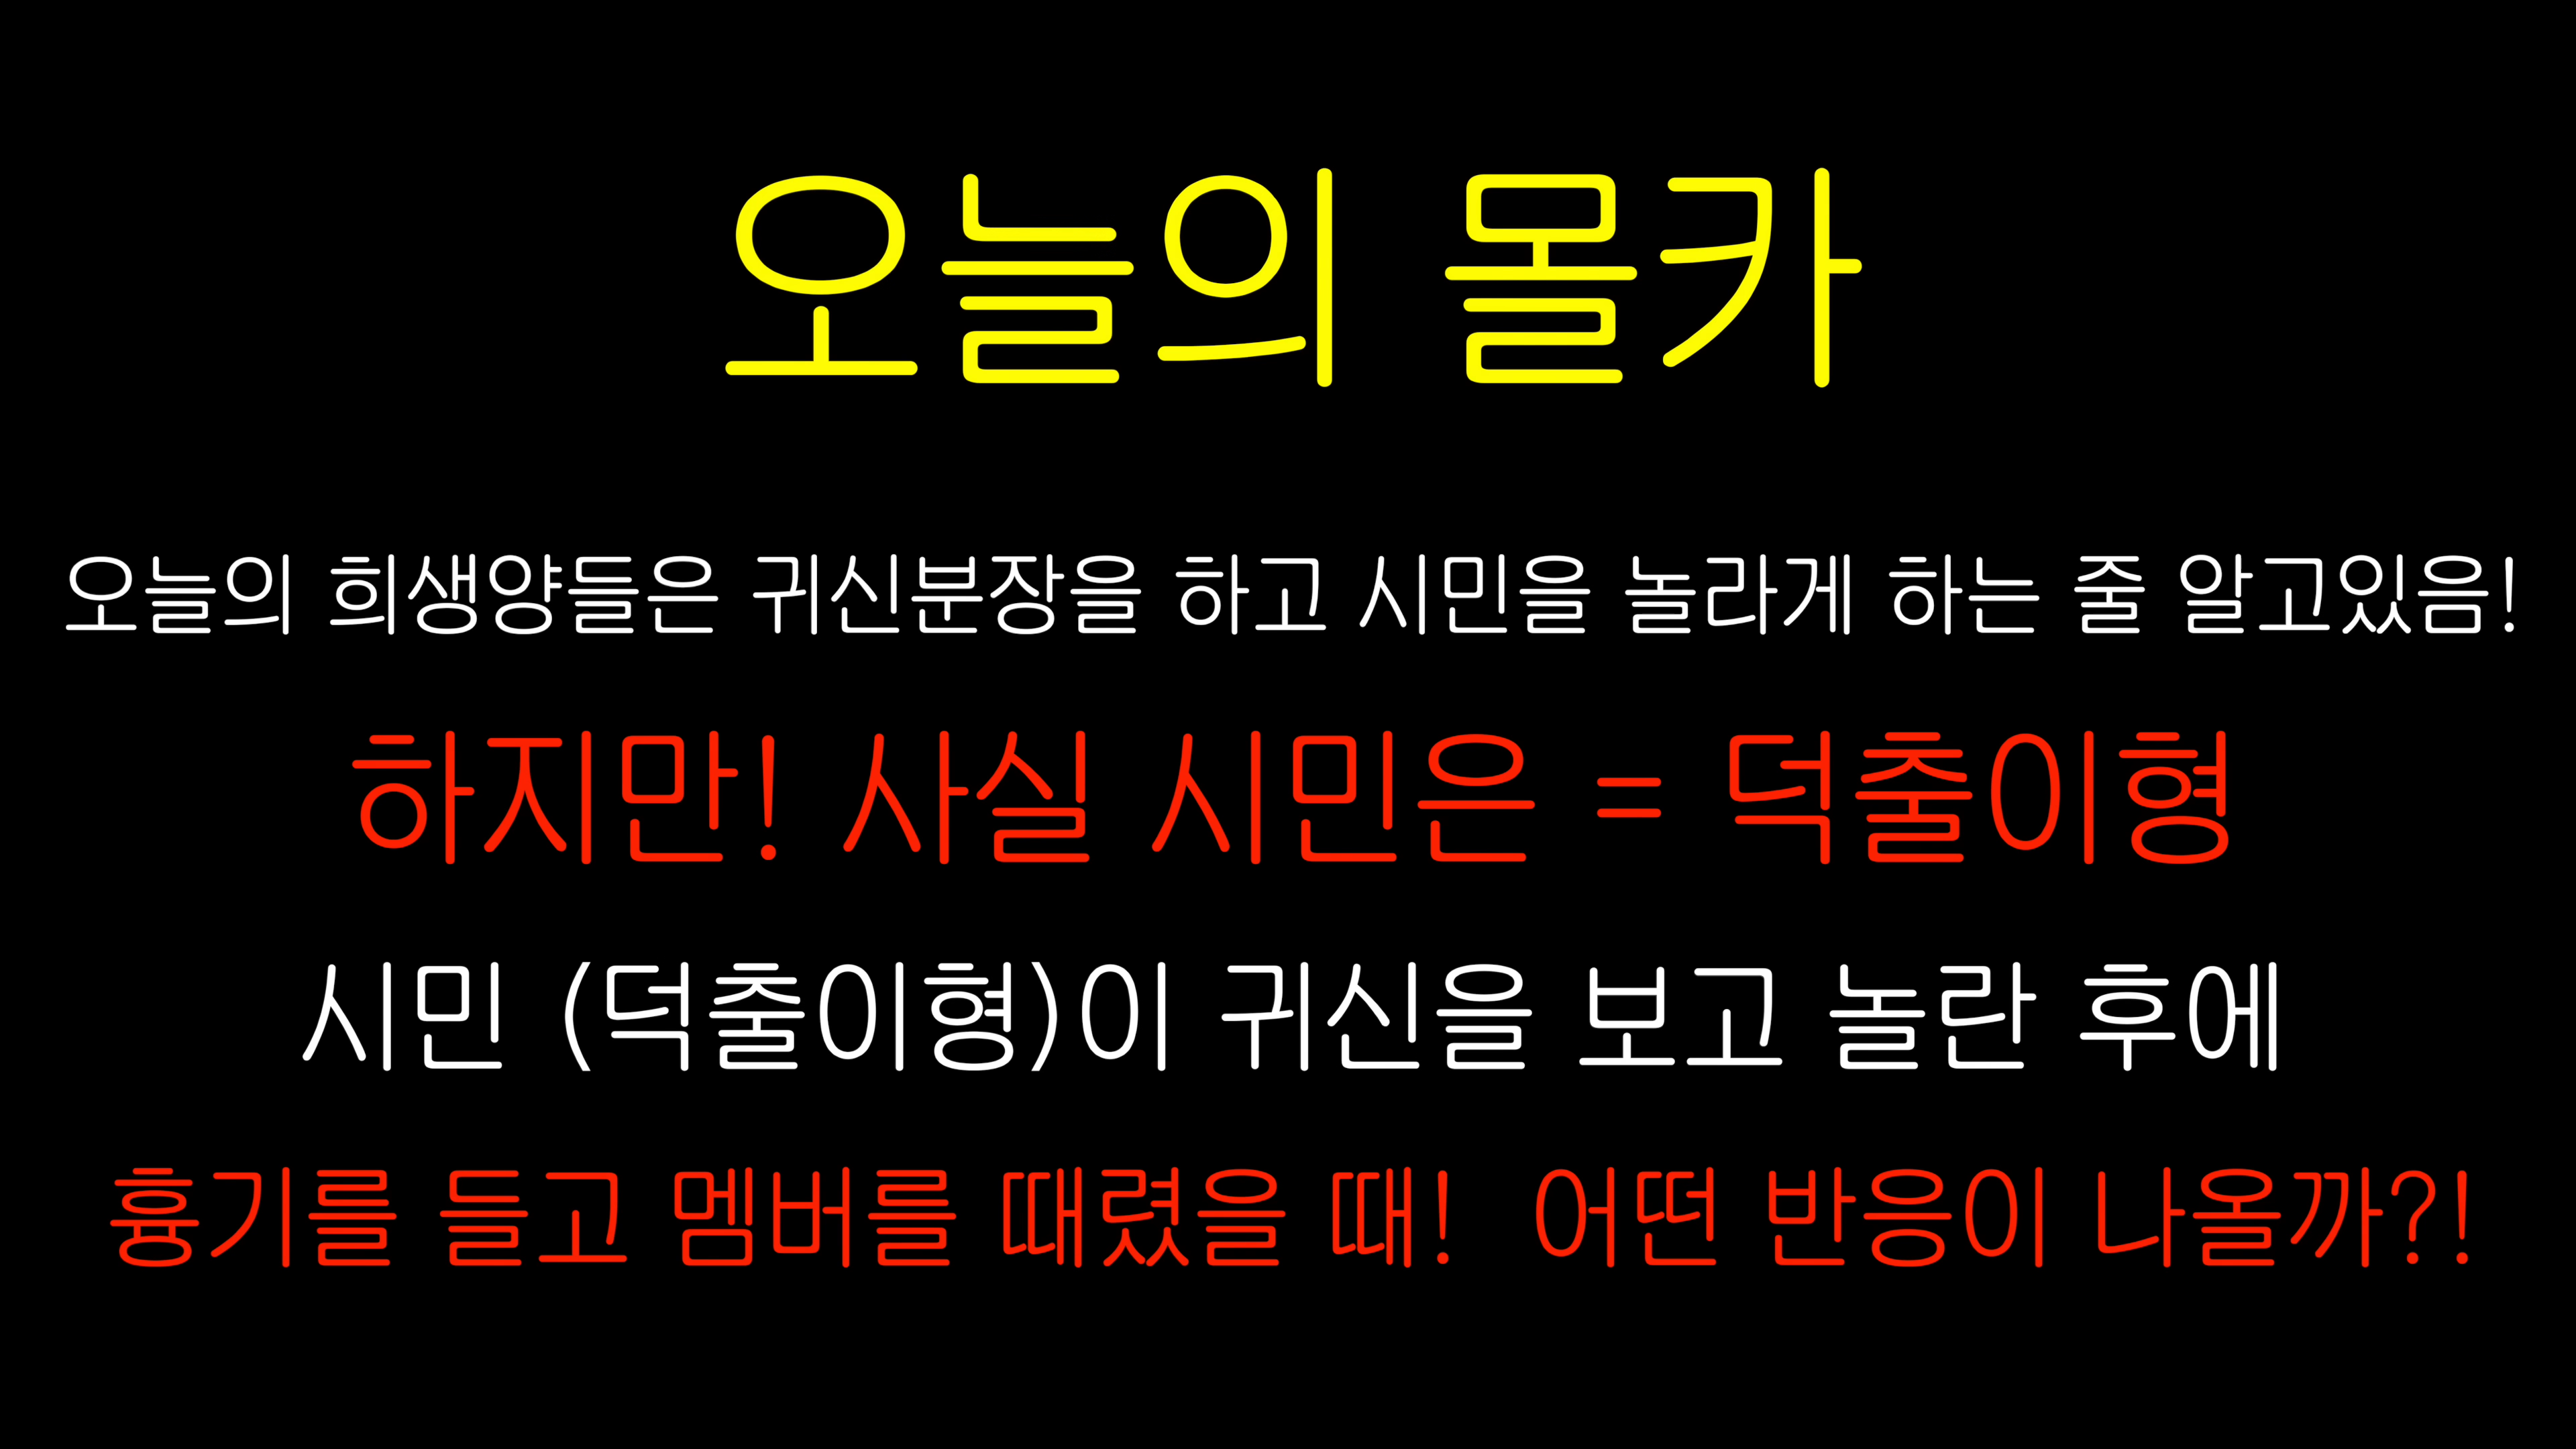 오늘의 몰카
오늘의 희생양들은 귀신분장을 하고 시민을 놀라게 하는 줄 알고있음!
하지만! 사실 시민은 = 덕출이형
시민 (덕출이형)이 귀신을 보고 놀란 후에
흉기를 들고 멤버를 때렸을 때! 어떤 반응이 나올까?!